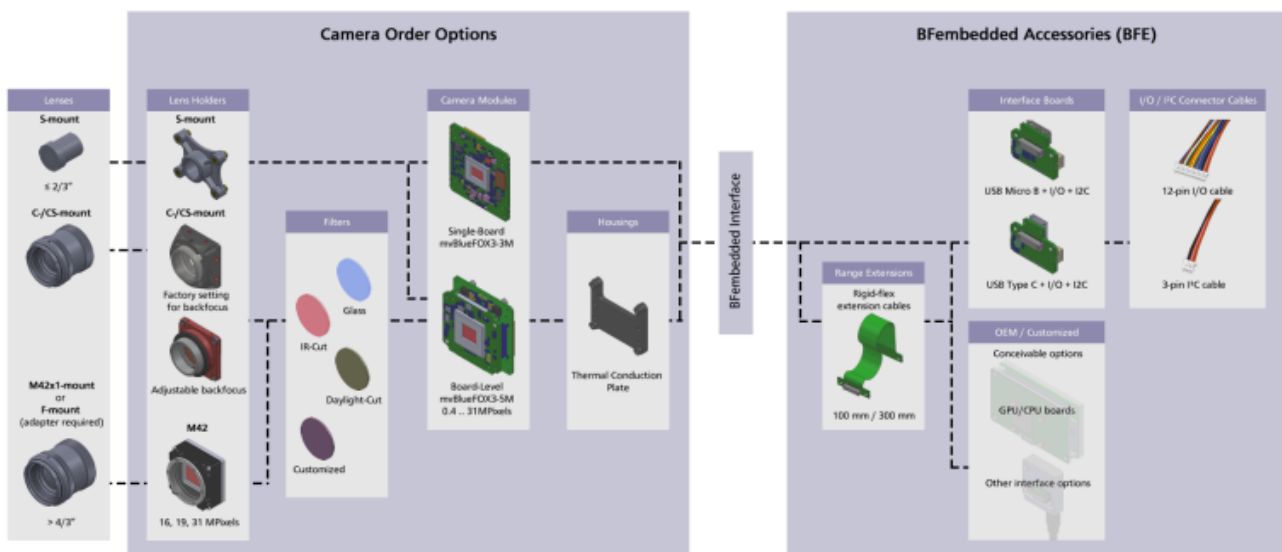 Camera Order Options
Lenses
S-mount
≤ 2/3"
C-/CS-mount
M42x1-mount
or
F-mount
(adapter required)
> 4/3"
Lens Holders
S-mount
C-/CS-mount
Factory setting
for backfocus
Adjustable backfocus
M42
16, 19, 31 MPixels
Filters
Glass
IR-Cut
Daylight-Cut
Customized
Camera Modules
Single-Board
mvBlueFOX3-3M
Board-Level
mvBlueFOX3-5M
0.4 .. 31MPixels
Housings
Thermal Conduction
Plate
BFembedded Interface
BFembedded Accessories (BFE)
Range Extensions
Rigid-flex
extension cables
100 mm / 300 mm
Interface Boards
USB Micro B + I/O + I2C
USB Type C + I/O + I2C
OEM / Customized
Conceivable options
GPU/CPU boards
Other interface options
I/O / I²C Connector Cables
12-pin I/O cable
3-pin I²C cable